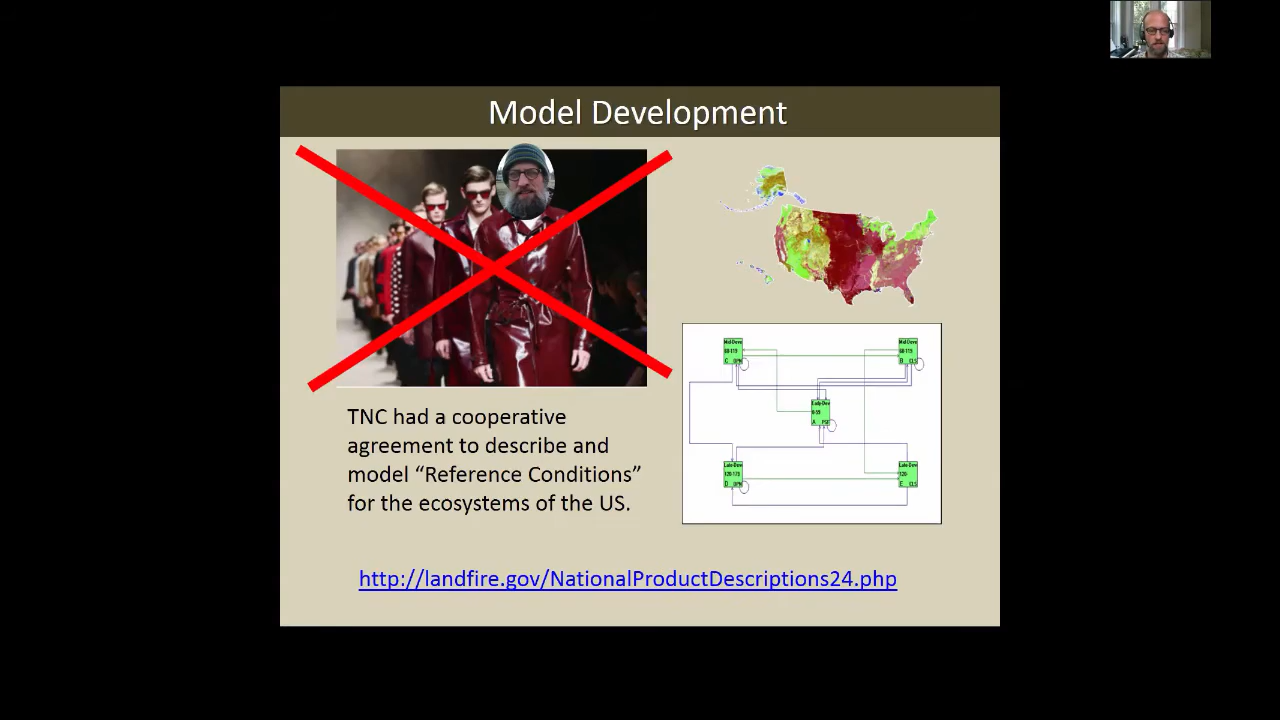 Model Development
TNC had a cooperative
agreement to describe and
model “Reference Conditions”
for the ecosystems of the US.
http://landfire.gov/NationalProductDescriptions24.php